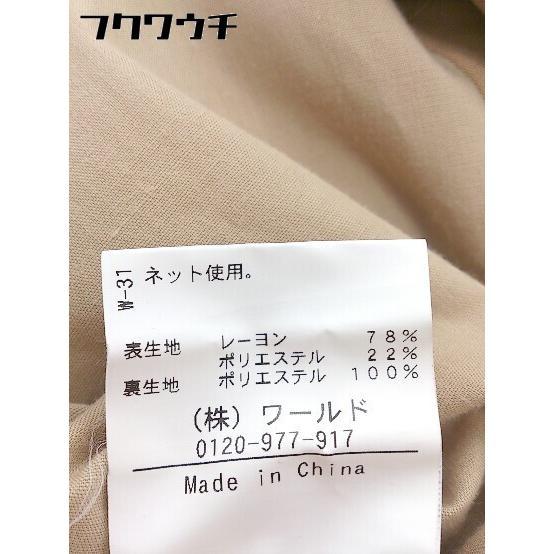 フクワウチ
W-31
ネット使用。
表生地 レーヨン 78%
ポリエステル 22%
裏生地 ポリエステル 100%
(株) ワールド
0120-977-917
Made in China